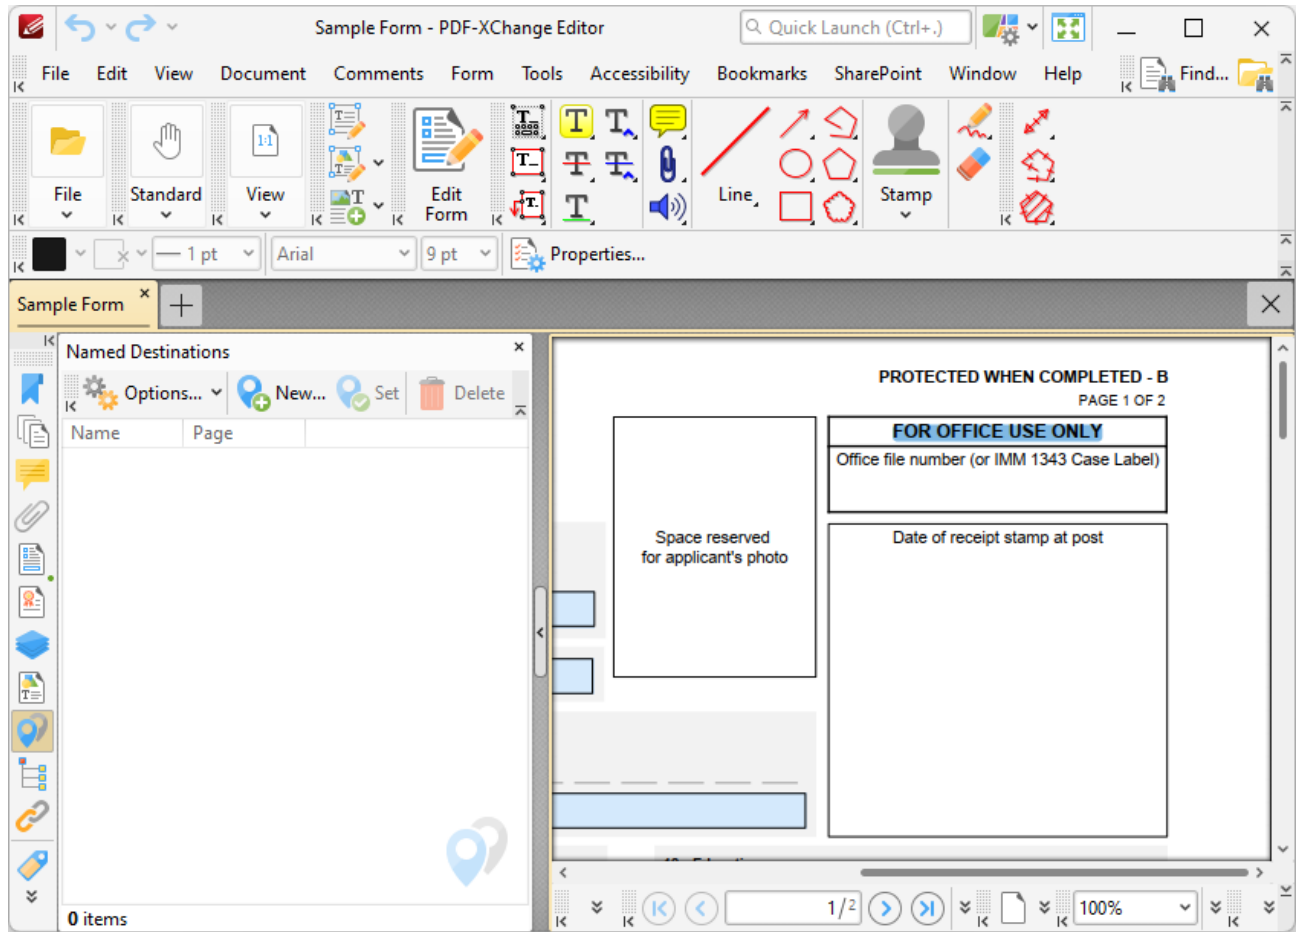 Sample Form - PDF-XChange Editor
Quick Launch (Ctrl+.)
File Edit View Document Comments Form Tools Accessibility Bookmarks SharePoint Window Help Find...
File
Standard
View
1:1
Edit Form
Line
Stamp
1 pt Arial 9 pt Properties...
Sample Form
Named Destinations
Options... New... Set Delete
Name Page
0 items
PROTECTED WHEN COMPLETED - B
PAGE 1 OF 2
FOR OFFICE USE ONLY
Office file number (or IMM 1343 Case Label)
Space reserved
for applicant's photo
Date of receipt stamp at post
1/2 100%